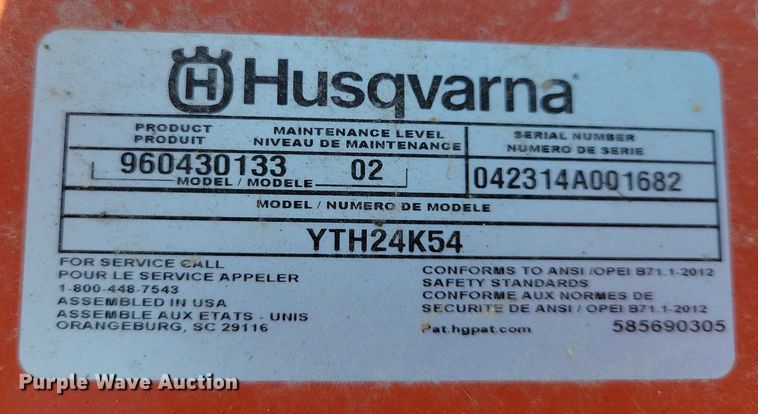 H Husqvarna
PRODUCT MAINTENANCE LEVEL SERIAL NUMBER
PRODUIT NIVEAU DE MAINTENANCE NUMERO DE SERIE
960430133 02 042314A001682
MODEL / MODELE
MODEL / NUMERO DE MODELE
YTH24K54
FOR SERVICE CALL
POUR LE SERVICE APPELER
1-800-448-7543
ASSEMBLED IN USA
ASSEMBLE AUX ETATS - UNIS
ORANGEBURG, SC 29116
CONFORMS TO ANSI /OPEI B71.1-2012
SAFETY STANDARDS
CONFORME AUX NORMES DE
SECURITE DE ANSI / OPEI B71.1-2012
Pat.hqpat.com 585690305
Purple Wave Auction